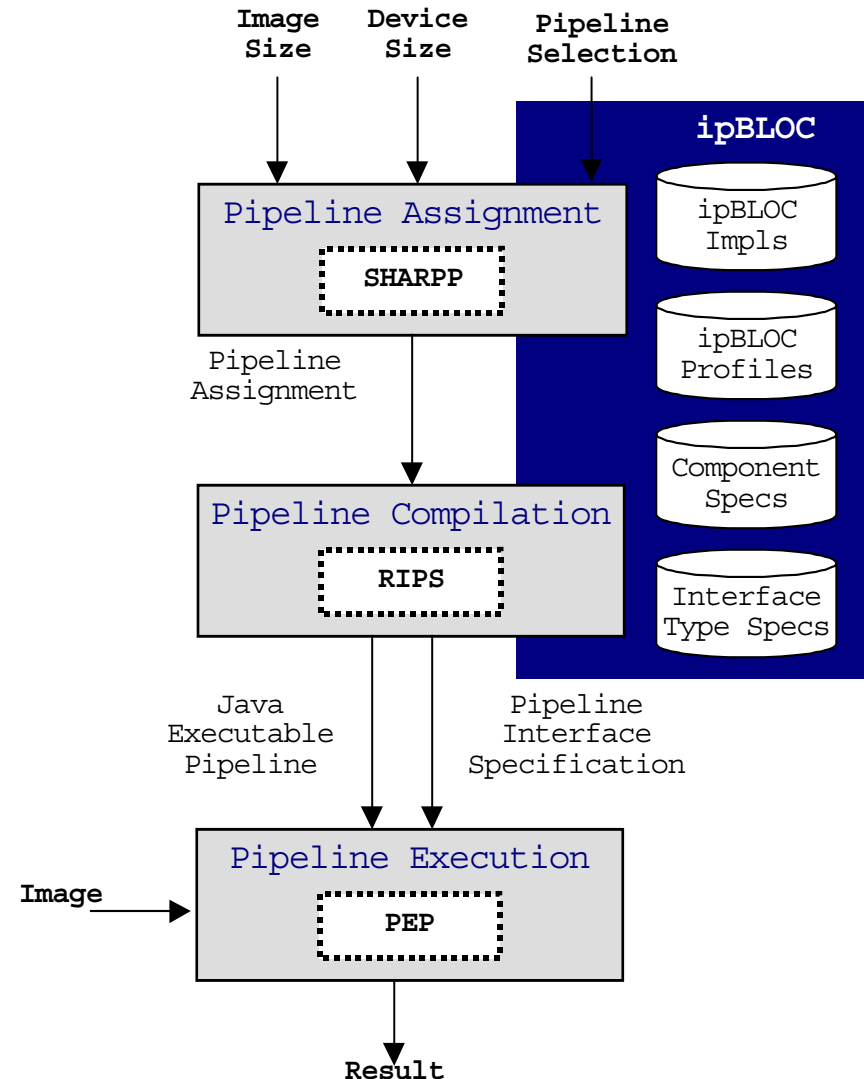 Image
Size
Device
Size
Pipeline
Selection
ipBLOC
Pipeline Assignment
SHARPP
ipBLOC
Impls
ipBLOC
Profiles
Pipeline
Assignment
Component
Specs
Pipeline Compilation
RIPS
Interface
Type Specs
Java
Executable
Pipeline
Pipeline
Interface
Specification
Pipeline Execution
PEP
Image
Result